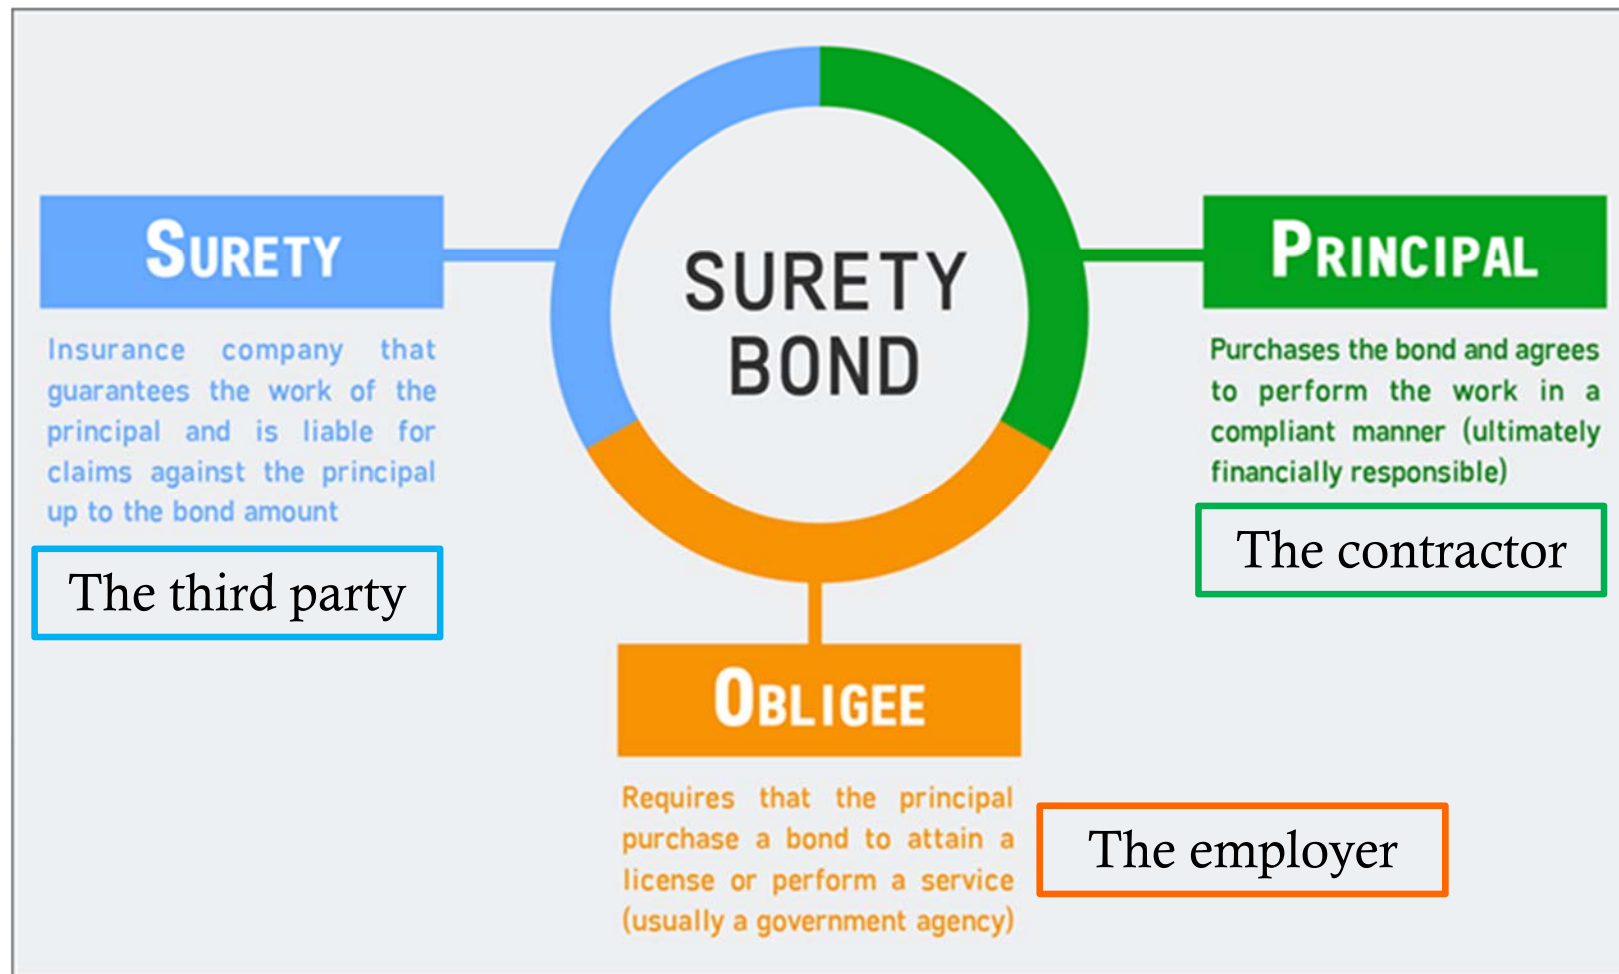 SURETY
BOND
SURETY
Insurance company that
guarantees the work of the
principal and is liable for
claims against the principal
up to the bond amount
The third party
PRINCIPAL
Purchases the bond and agrees
to perform the work in a
compliant manner (ultimately
financially responsible)
The contractor
OBLIGEE
Requires that the principal
purchase a bond to attain a
license or perform a service
(usually a government agency)
The employer